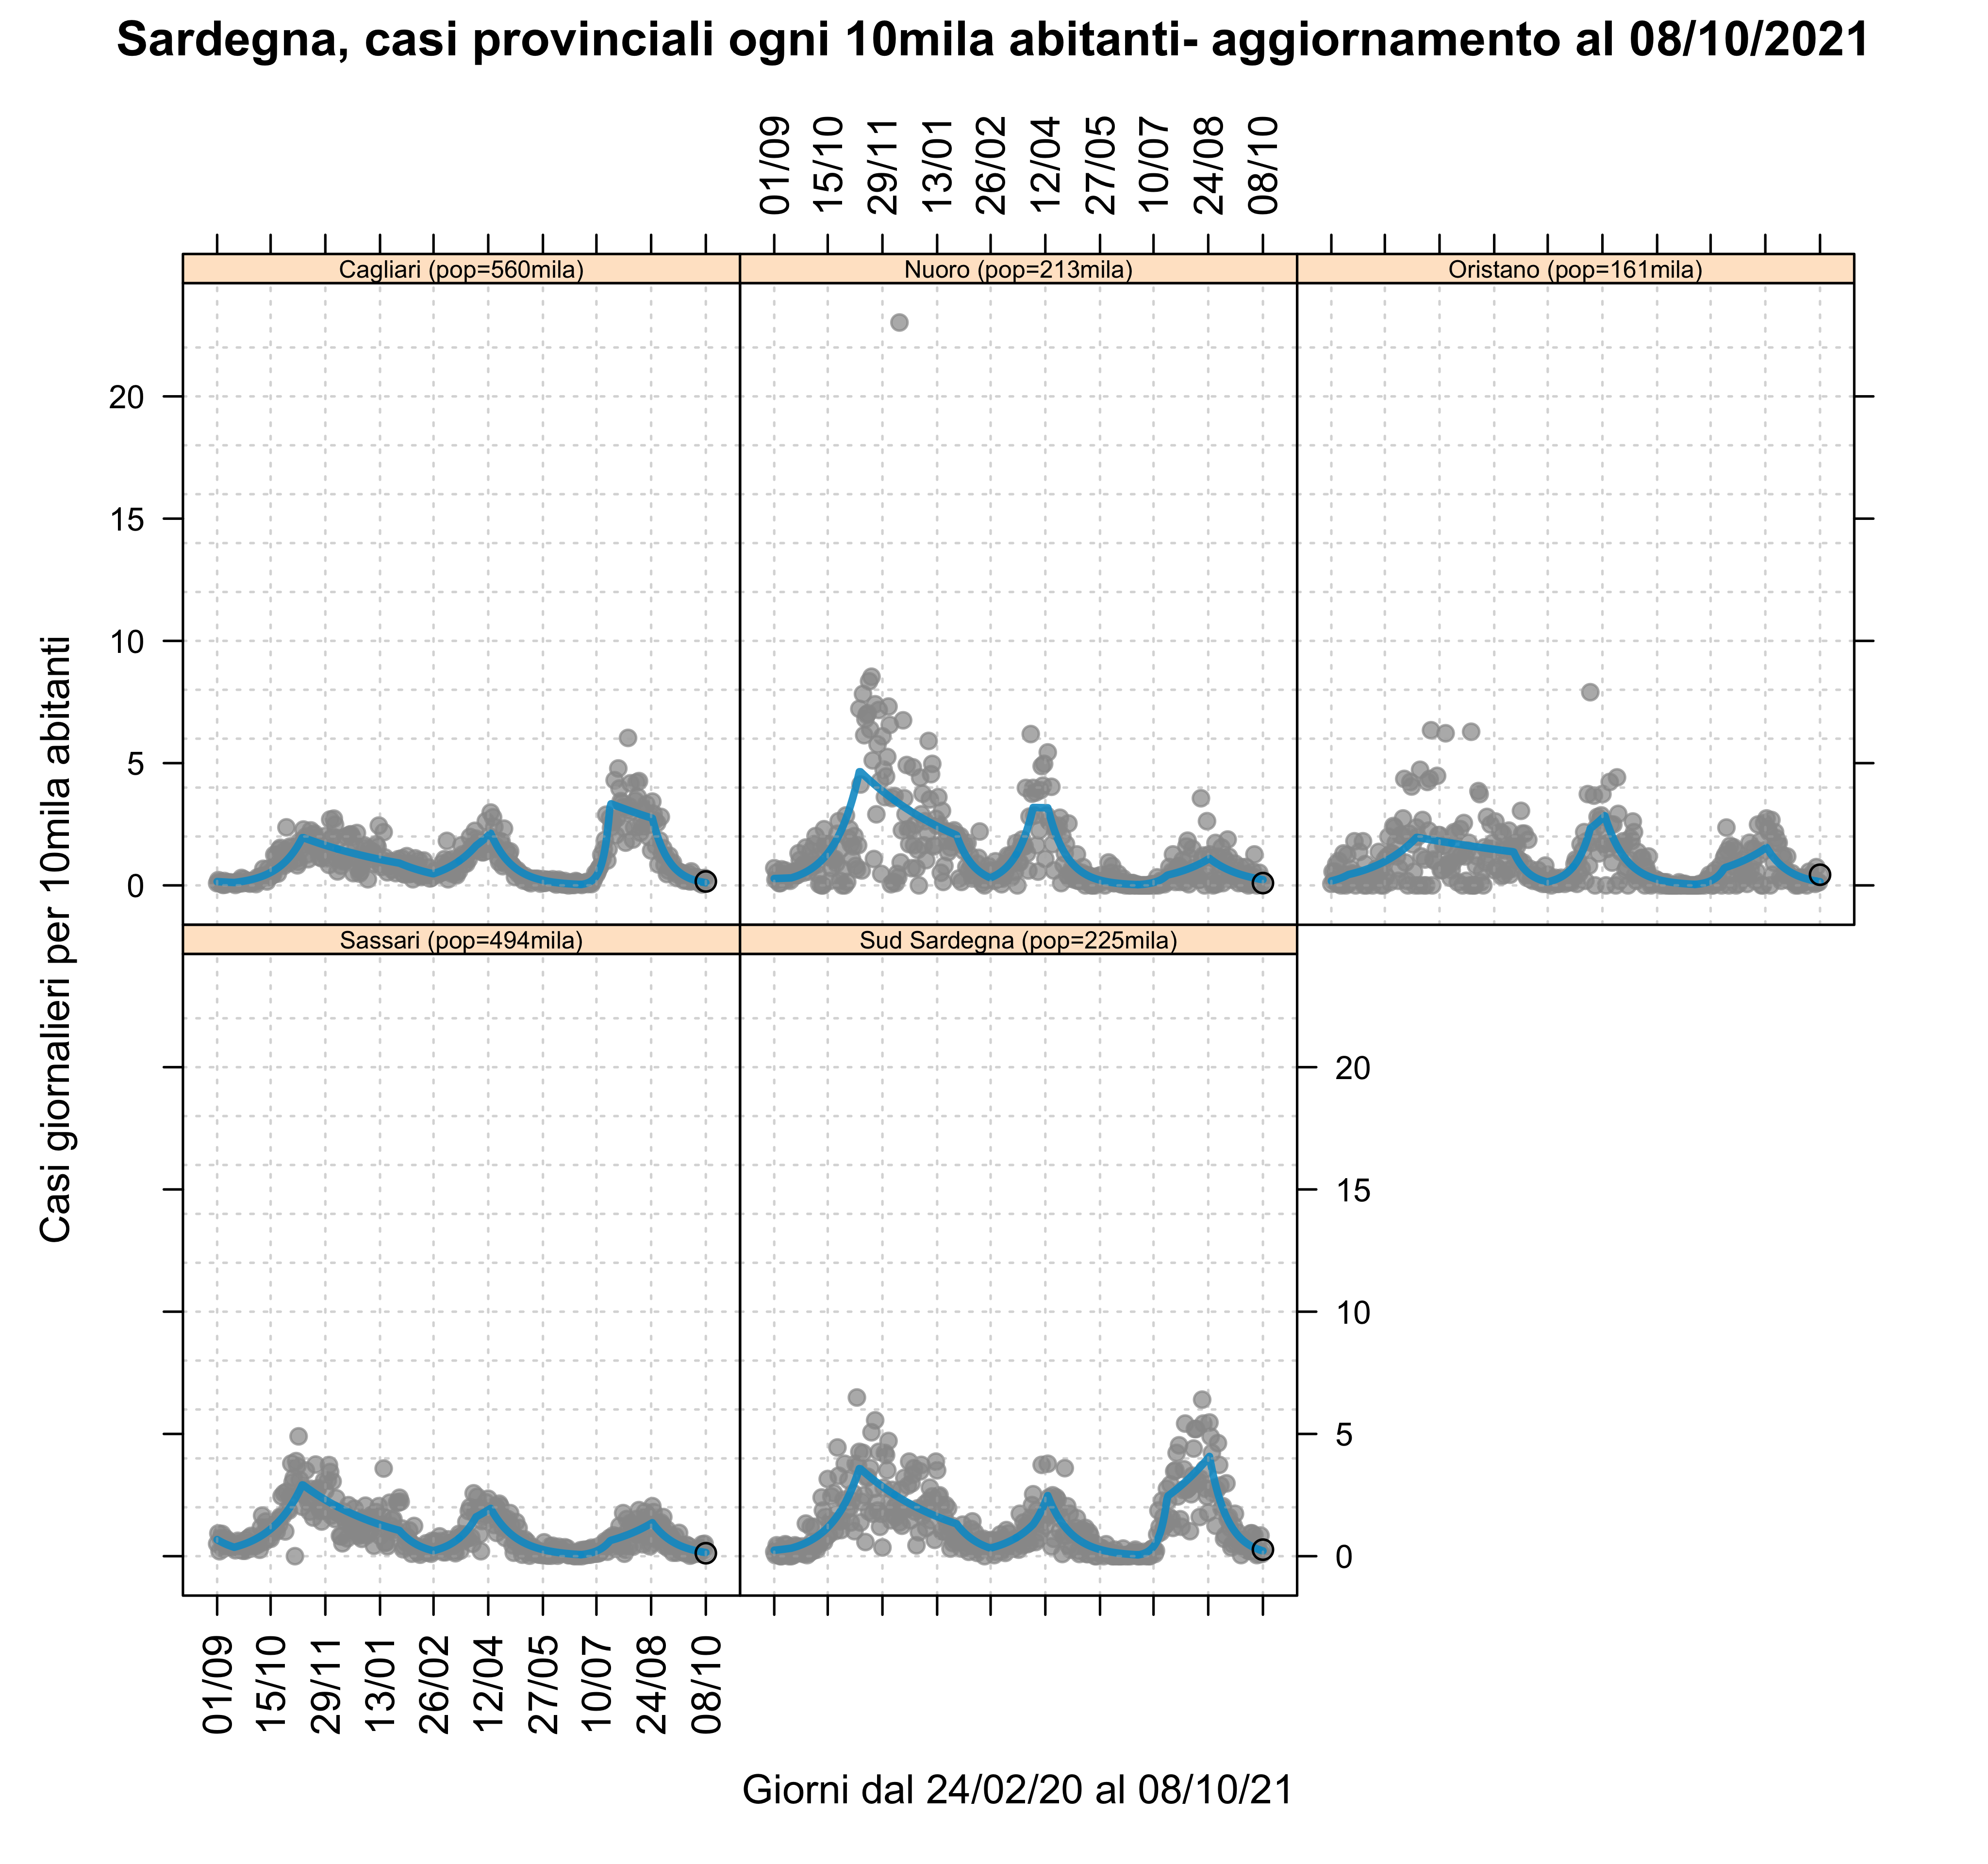 Sardegna, casi provinciali ogni 10mila abitanti- aggiornamento al 08/10/2021
01/09 15/10 29/11 13/01 26/02 12/04 27/05 10/07 24/08 08/10
Cagliari (pop=560mila) Nuoro (pop=213mila) Oristano (pop=161mila)
20
15
10
5
0
Casi giornalieri per 10mila abitanti
Sassari (pop=494mila) Sud Sardegna (pop=225mila)
20
15
10
5
0
01/09 15/10 29/11 13/01 26/02 12/04 27/05 10/07 24/08 08/10
Giorni dal 24/02/20 al 08/10/21